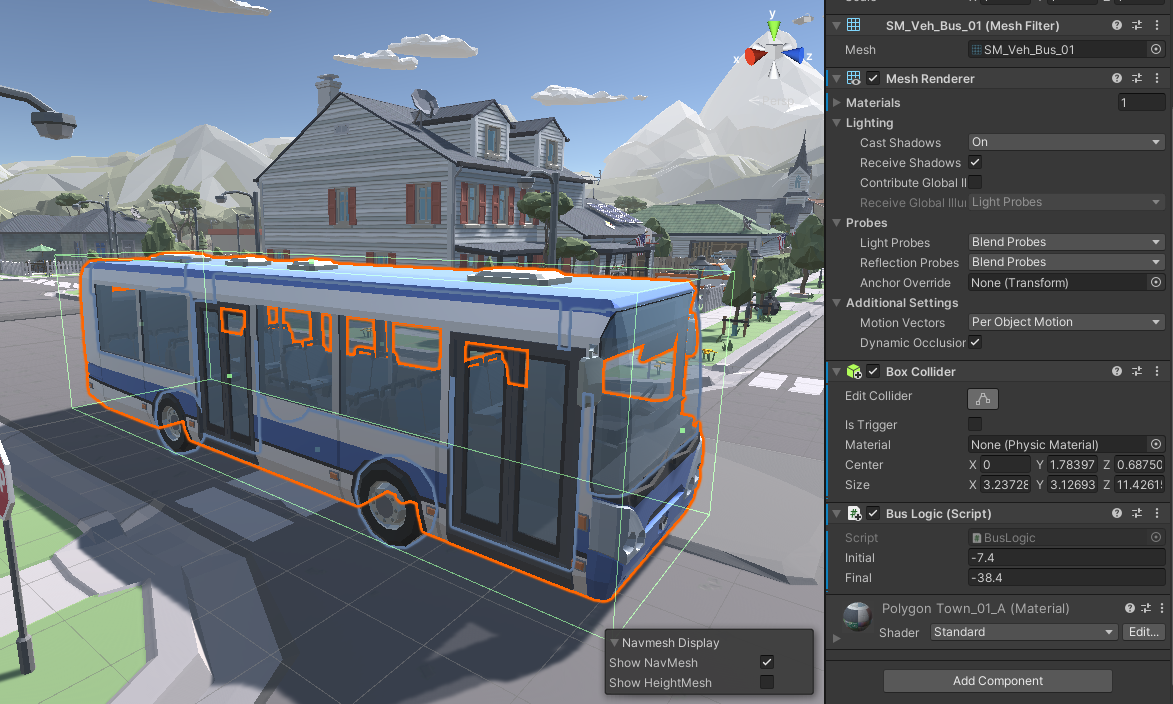 y
x
z
Scale
SM_Veh_Bus_01 (Mesh Filter)
Mesh SM_Veh_Bus_01
Mesh Renderer
Materials 1
Lighting
Cast Shadows On
Receive Shadows
Contribute Global Il
Receive Global Illu Light Probes
Probes
Light Probes Blend Probes
Reflection Probes Blend Probes
Anchor Override None (Transform)
Additional Settings
Motion Vectors Per Object Motion
Dynamic Occlusion
Box Collider
Edit Collider
Is Trigger
Material None (Physic Material)
Center X 0 Y 1.78397 Z 0.68750
Size X 3.23728 Y 3.12693 Z 11.42615
# Bus Logic (Script)
Script # BusLogic
Initial -7.4
Final -38.4
Polygon Town_01_A (Material)
Shader Standard Edit...
Add Component
Navmesh Display
Show NavMesh
Show HeightMesh